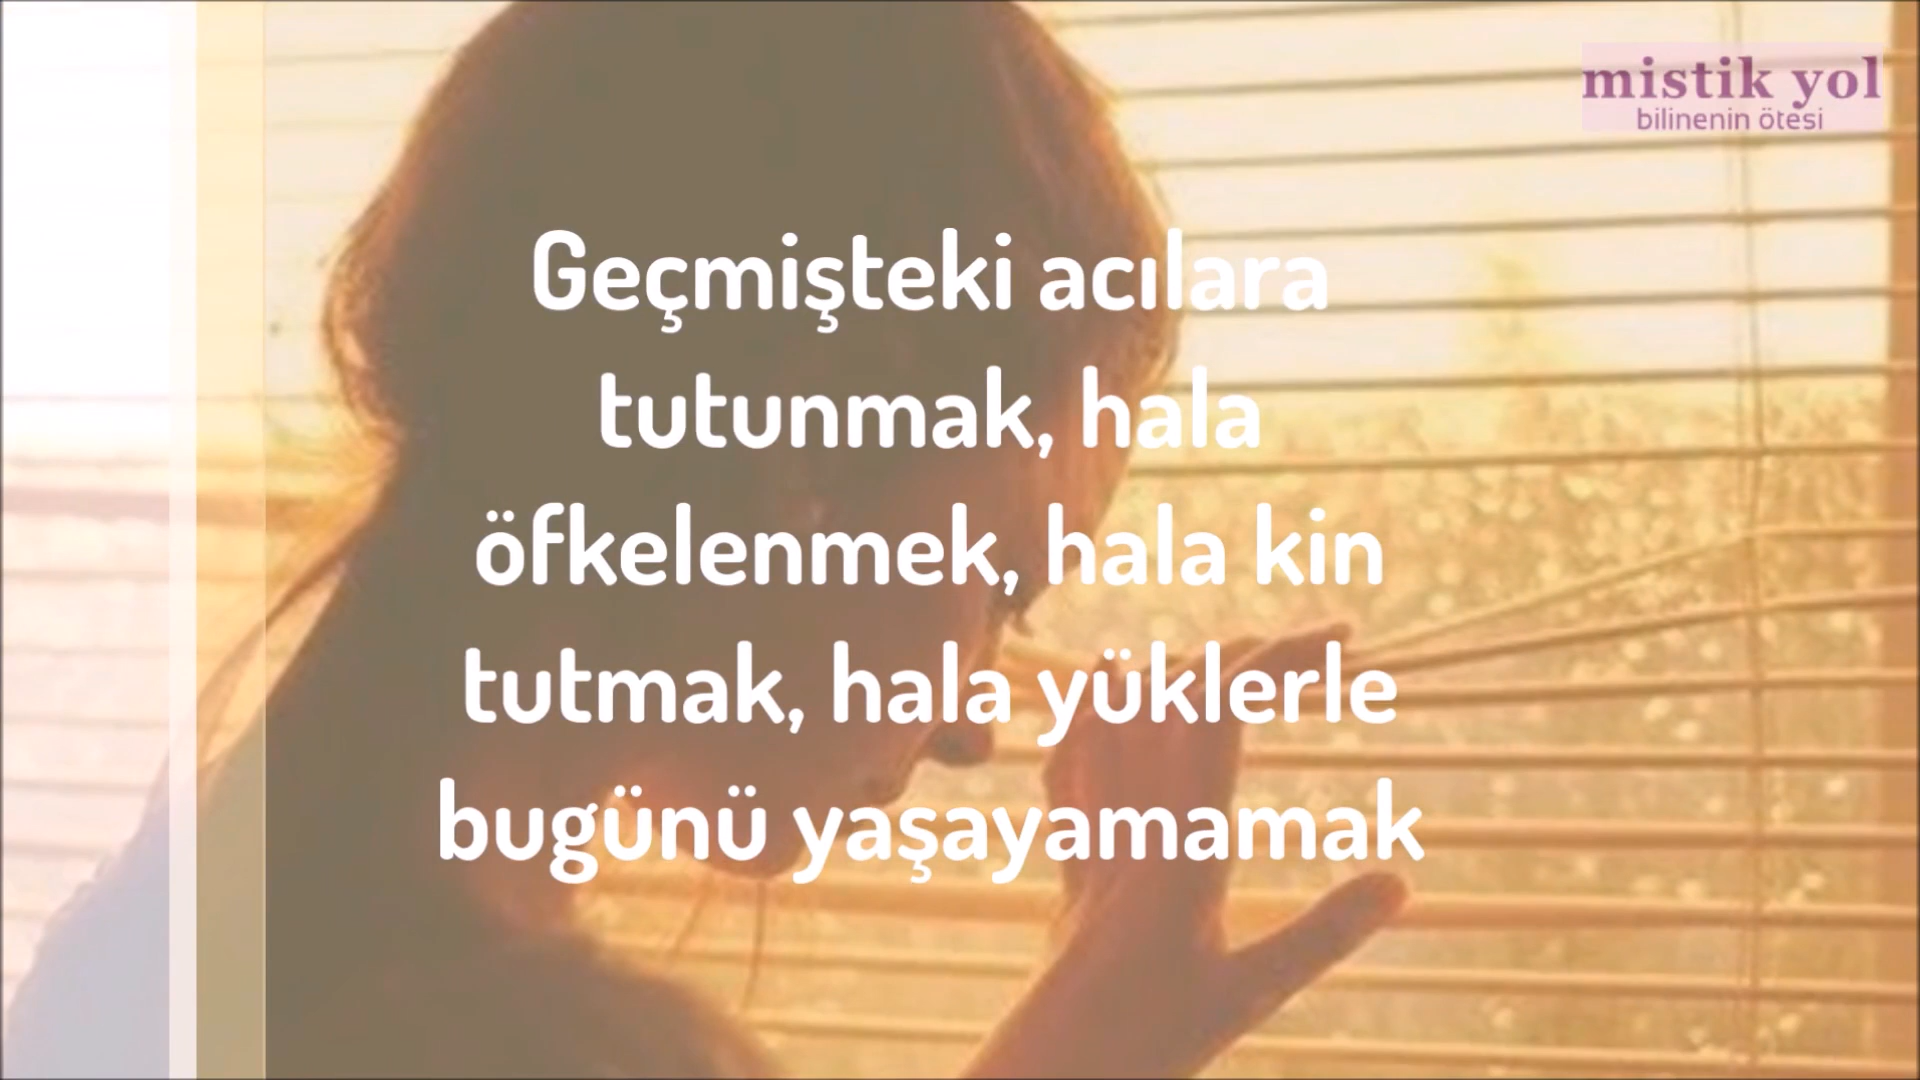 mistik yol
bilinenin ötesi
Geçmişteki acılara
tutunmak, hala
öfkelenmek, hala kin
tutmak, hala yüklerle
bugünü yaşayamamak